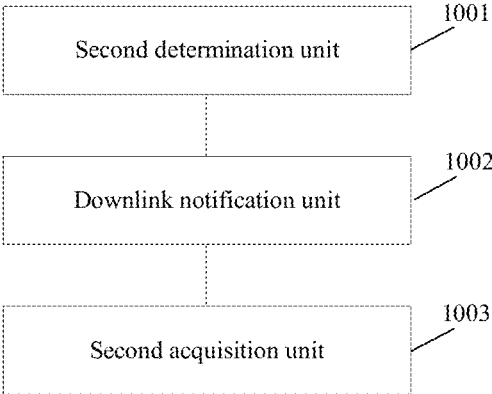 1001
Second determination unit
1002
Downlink notification unit
1003
Second acquisition unit